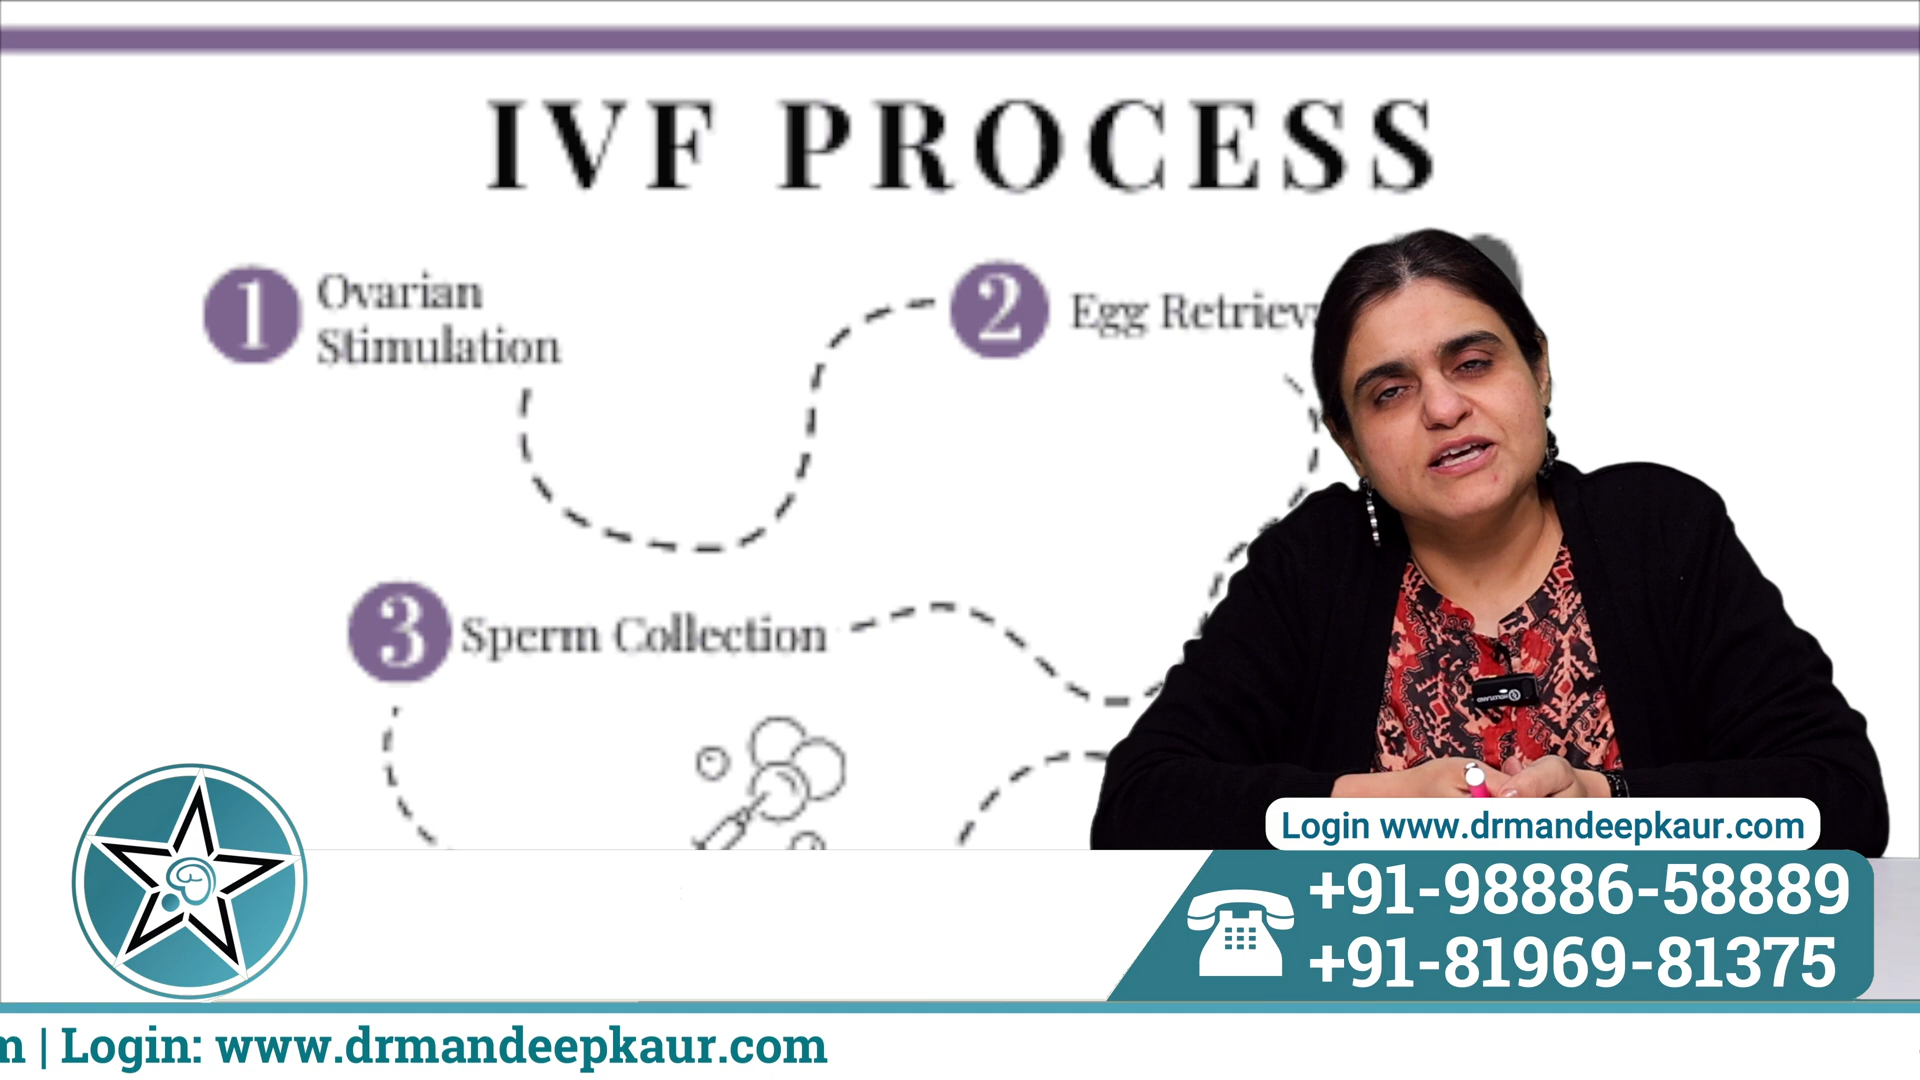 IVF PROCESS
1 Ovarian
Stimulation
2 Egg Retriev
3 Sperm Collection
Login www.drmandeepkaur.com
+91-98886-58889
+91-81969-81375
m | Login: www.drmandeepkaur.com